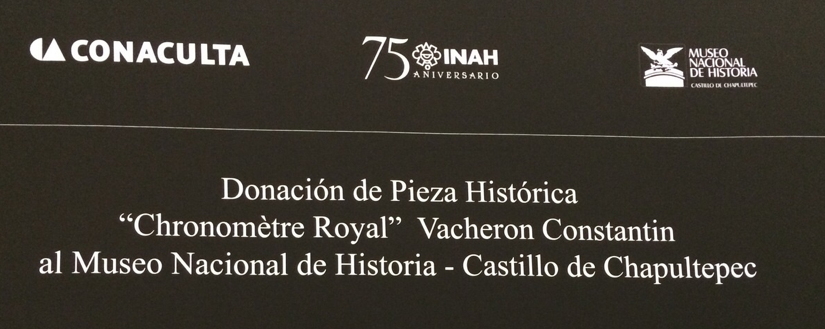 CONACULTA
75 INAH
ANIVERSARIO
MUSEO
NACIONAL
DE HISTORIA
CASTILLO DE CHAPULTEPEC
Donación de Pieza Histórica
“Chronomètre Royal” Vacheron Constantin
al Museo Nacional de Historia - Castillo de Chapultepec